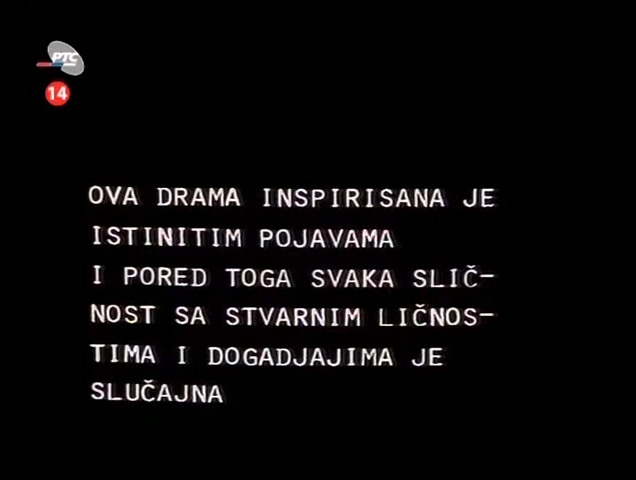 РТС
14
OVA DRAMA INSPIRISANA JE
ISTINITIM POJAVAMA
I PORED TOGA SVAKA SLIČ-
NOST SA STVARNIM LIČNOS-
TIMA I DOGADJAJIMA JE
SLUČAJNA